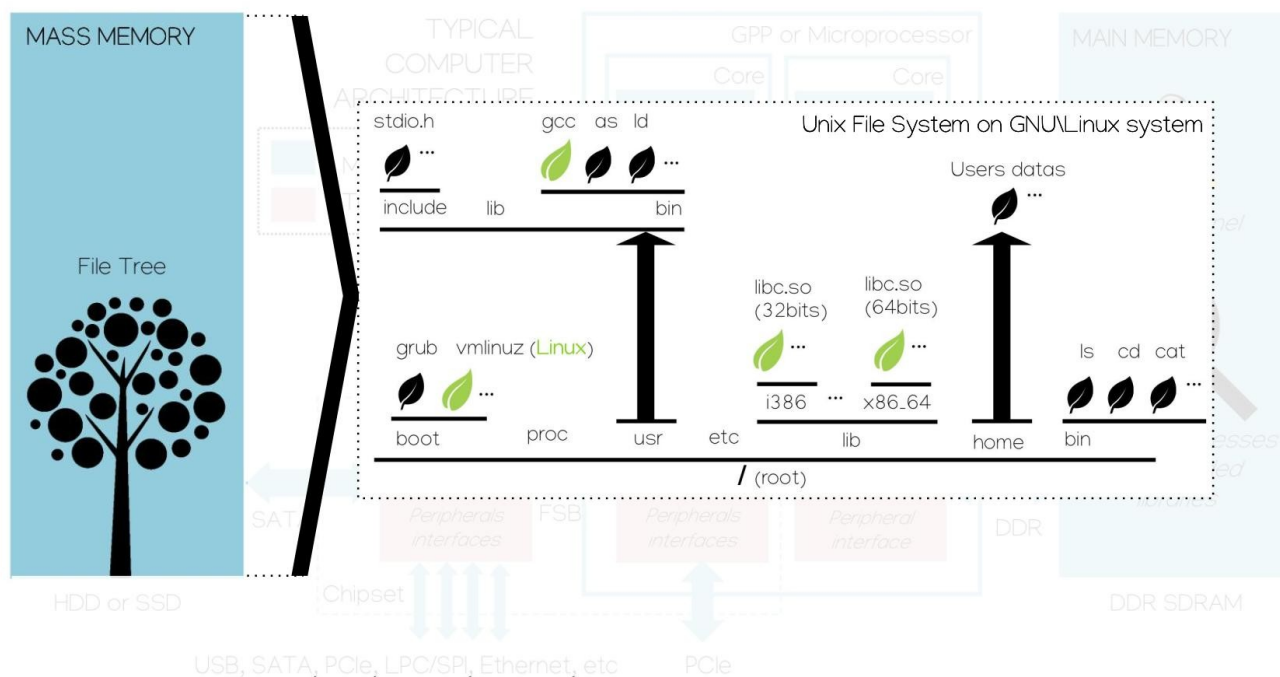 MASS MEMORY
File Tree
HDD or SSD
TYPICAL
COMPUTER
ARCHITECTURE
GPP or Microprocessor
Core
Core
MAIN MEMORY
Unix File System on GNU\Linux system
stdio.h
...
gcc as ld
...
include lib bin
Users datas
...
libc.so
(32bits)
...
libc.so
(64bits)
...
i386 ... x86_64
grub vmlinuz (Linux)
...
ls cd cat
...
boot proc usr etc lib home bin
/ (root)
SAT
Peripherals
interfaces
FSB
Peripherals
interfaces
Peripheral
interface
DDR
libraries
Chipset
DDR SDRAM
USB, SATA, PCIe, LPC/SPI, Ethernet, etc
PCIe